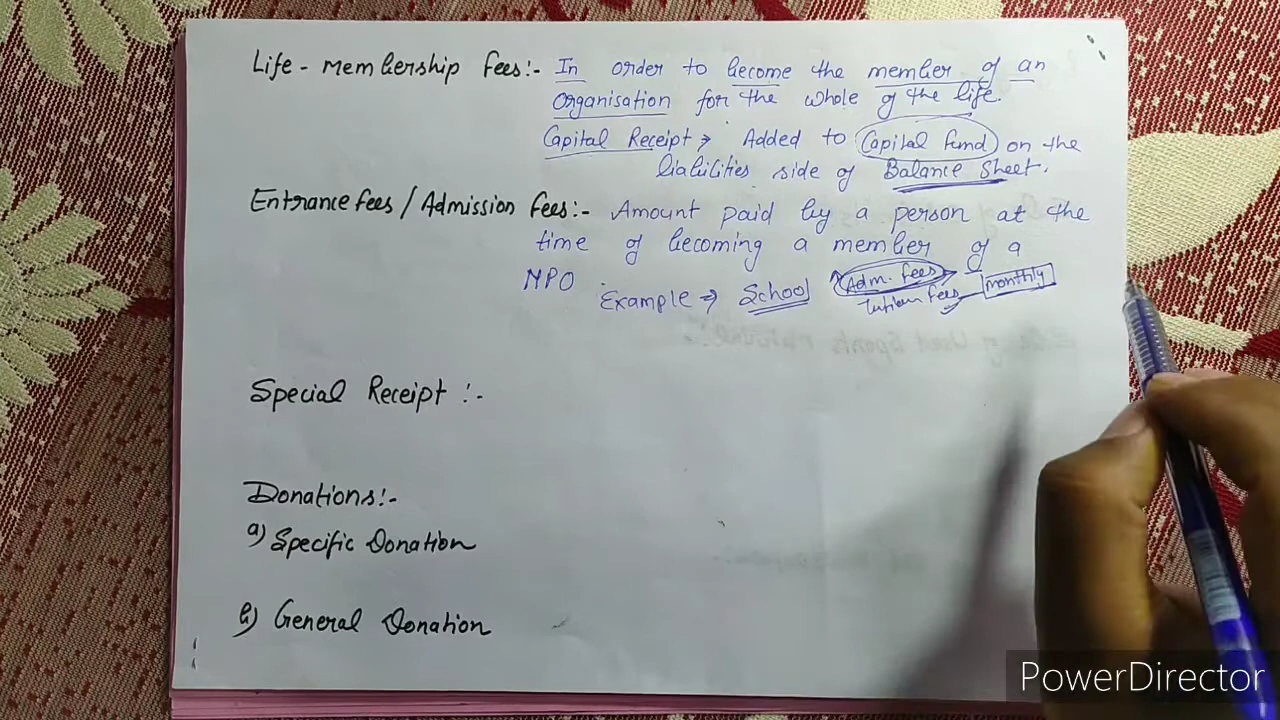 Life - membership fees:- In order to become the member of an
Organisation for the whole of the life.
Capital Receipt → Added to Capital Fund on the
liabilities side of Balance Sheet.
Entrance fees / Admission fees:- Amount paid by a person at the
time of becoming a member of a
NPO
Example ⇒ School Adm. fees monthly
Tution fees
Special Receipt :-
Donations:-
a) Specific Donation
b) General Donation
PowerDirector